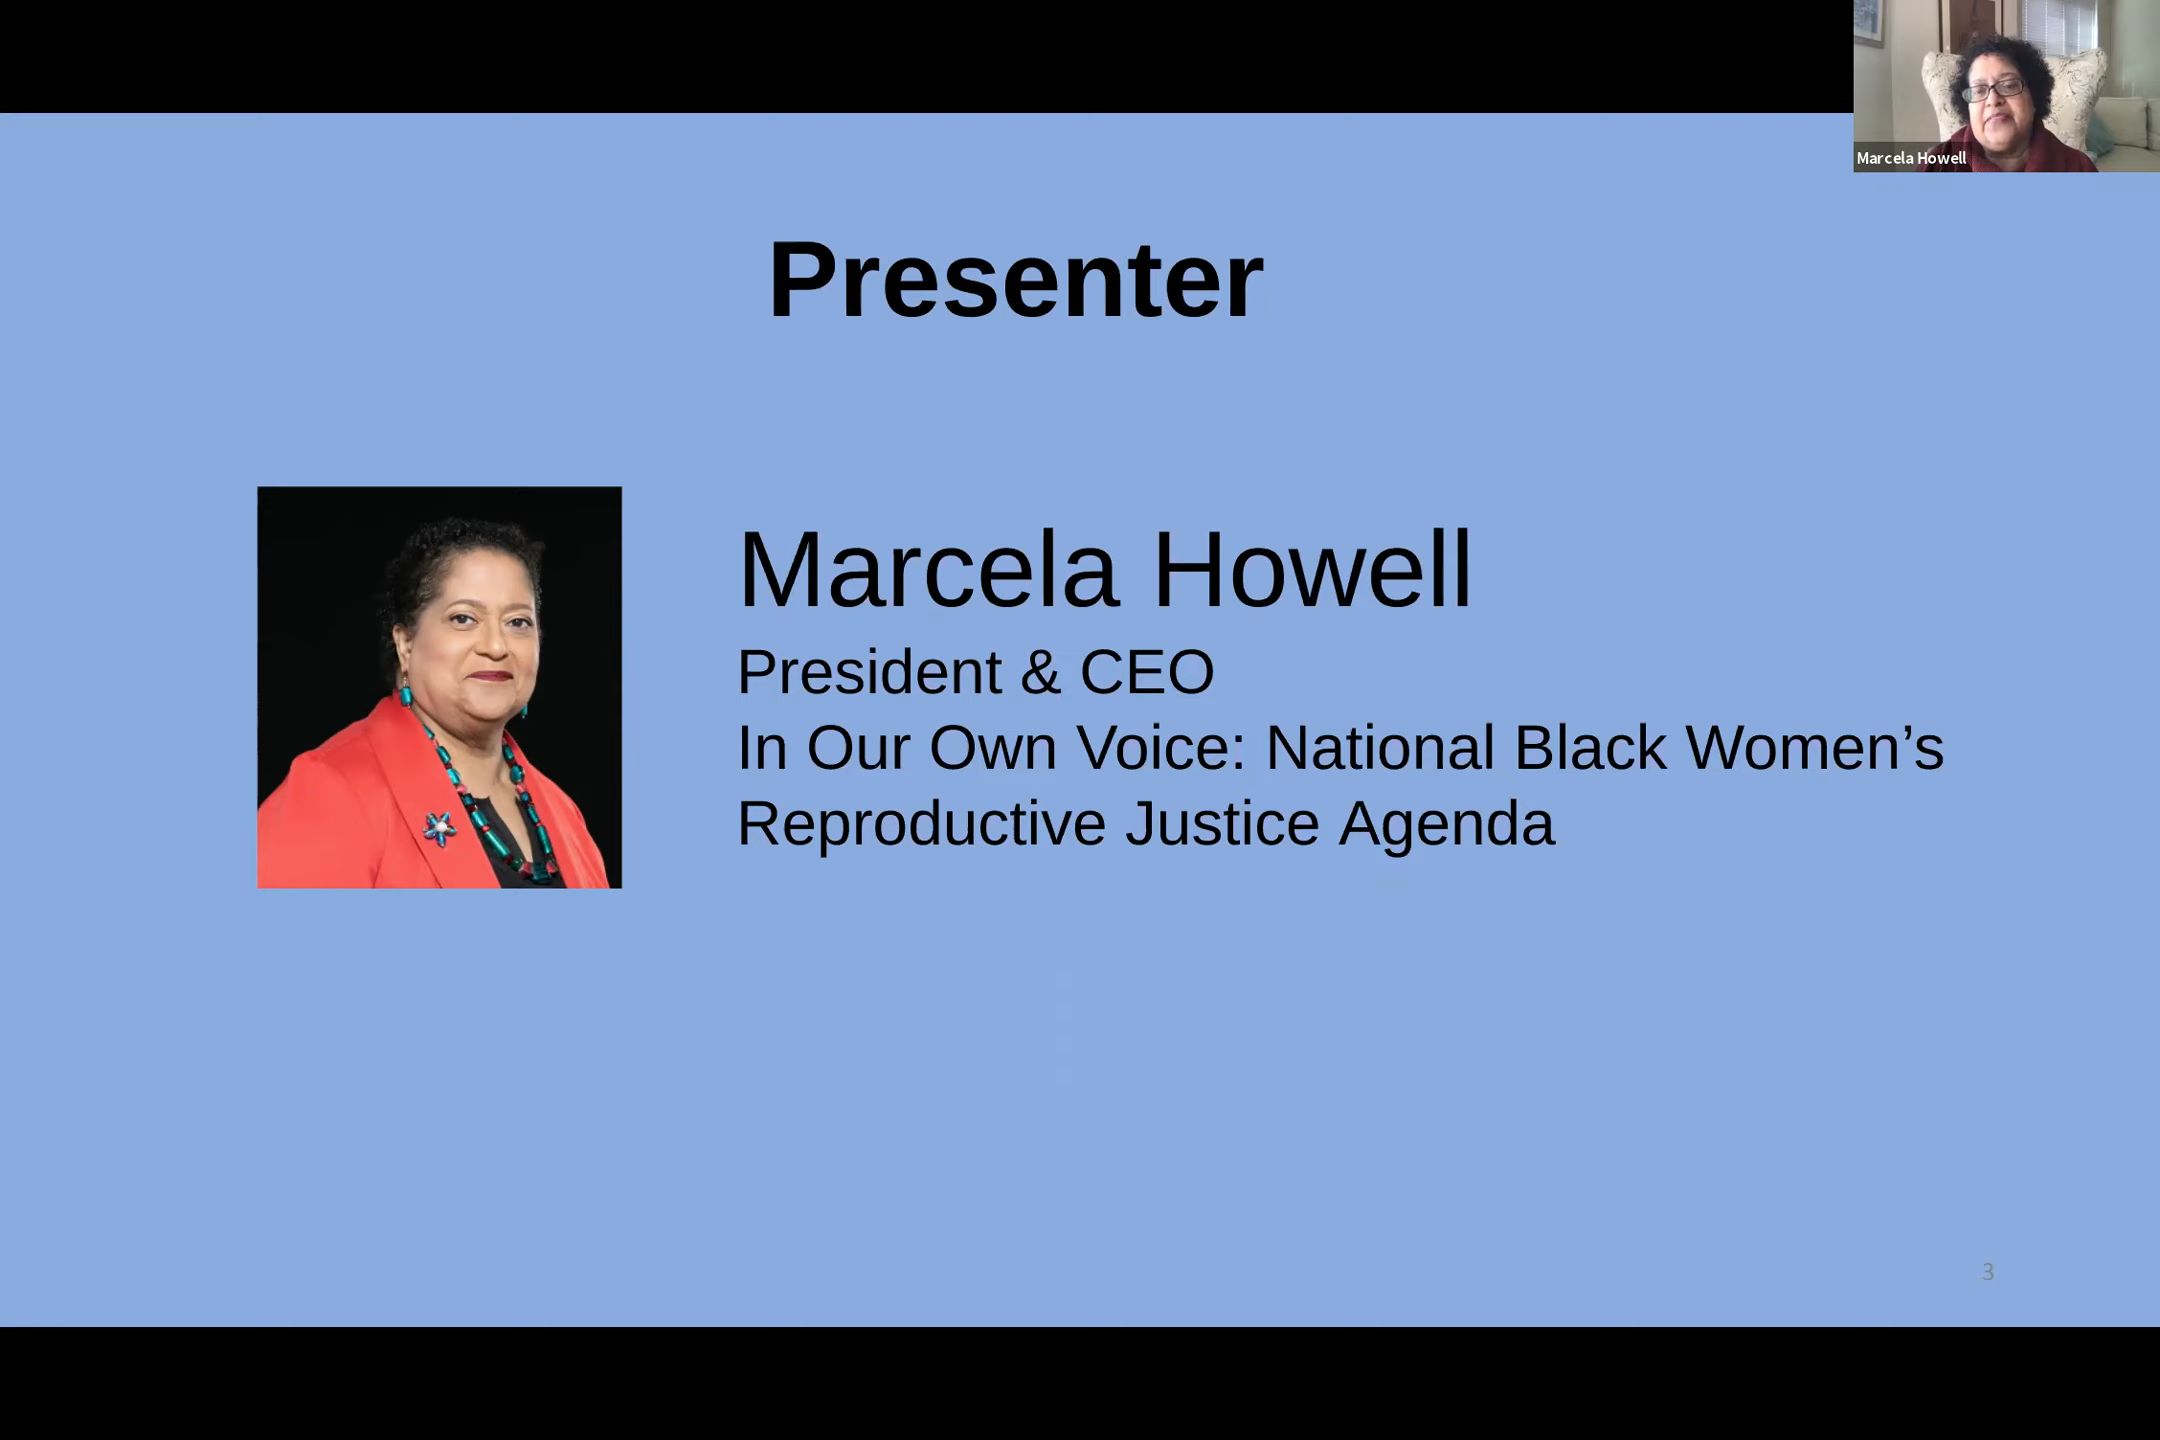 Marcela Howell
Presenter
Marcela Howell
President & CEO
In Our Own Voice: National Black Women’s
Reproductive Justice Agenda
3